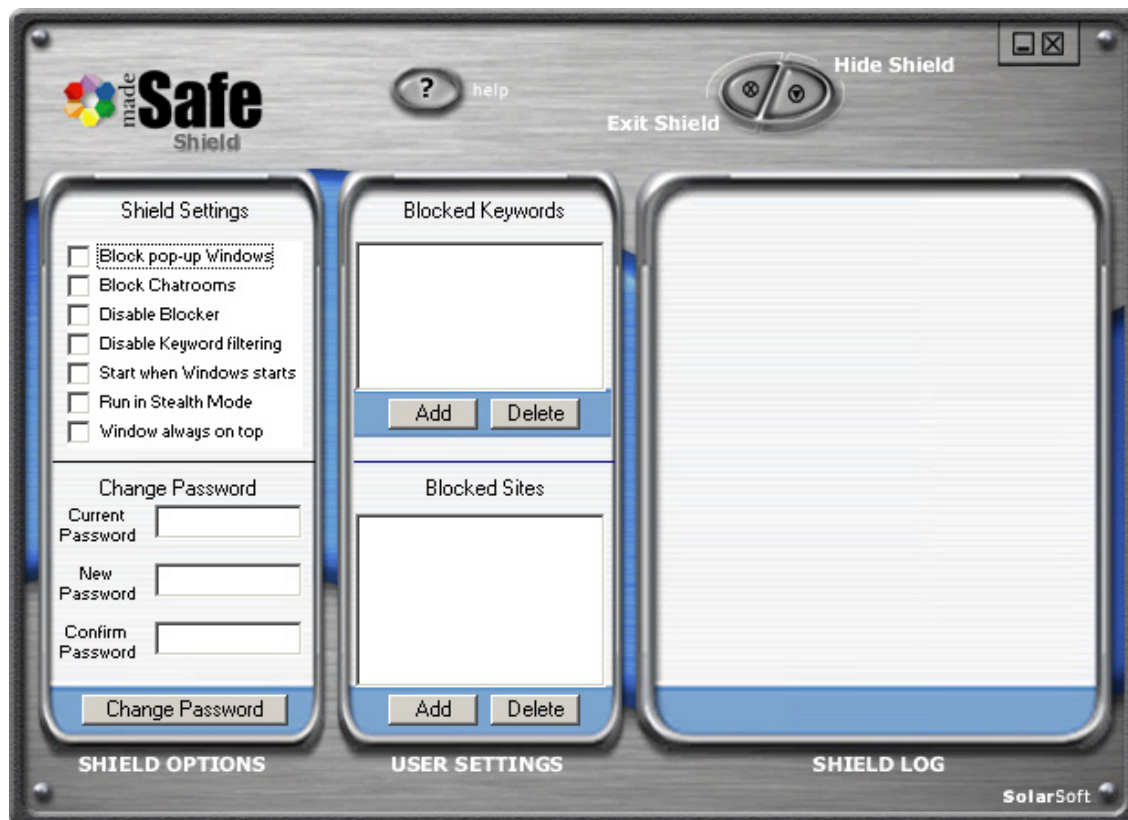 made
Safe
Shield
?
help
Hide Shield
Exit Shield
Shield Settings
Block pop-up Windows
Block Chatrooms
Disable Blocker
Disable Keyword filtering
Start when Windows starts
Run in Stealth Mode
Window always on top
Change Password
Current
Password
New
Password
Confirm
Password
Change Password
SHIELD OPTIONS
Blocked Keywords
Add Delete
Blocked Sites
Add Delete
USER SETTINGS
SHIELD LOG
SolarSoft